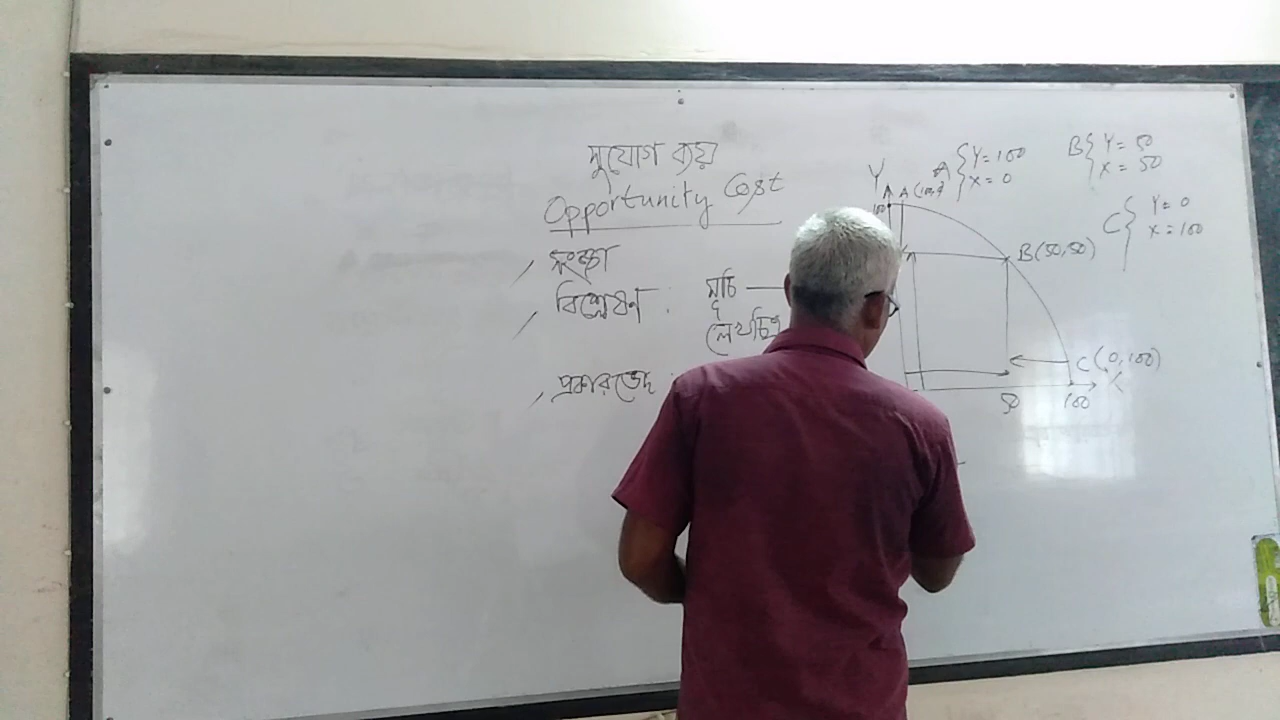 সুযোগ ব্যয়
Opportunity Cost
সংজ্ঞা
বিশ্লেষণ : সূচি —
লেখচিত্র
প্রকারভেদ :
Y
A { Y = 100
X = 0
B { Y = 50
X = 50
C { Y = 0
X = 100
100
B (50,50)
C (0,100)
50 100 X